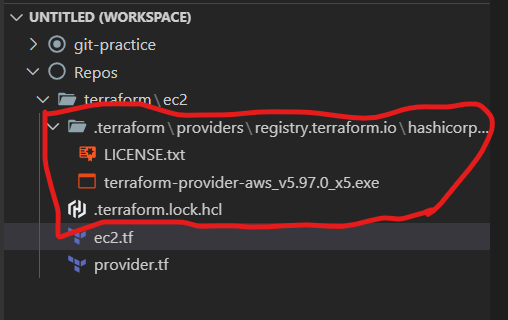 UNTITLED (WORKSPACE)
git-practice
Repos
terraform\ec2
.terraform\providers\registry.terraform.io\hashicorp...
LICENSE.txt
terraform-provider-aws_v5.97.0_x5.exe
.terraform.lock.hcl
ec2.tf
provider.tf